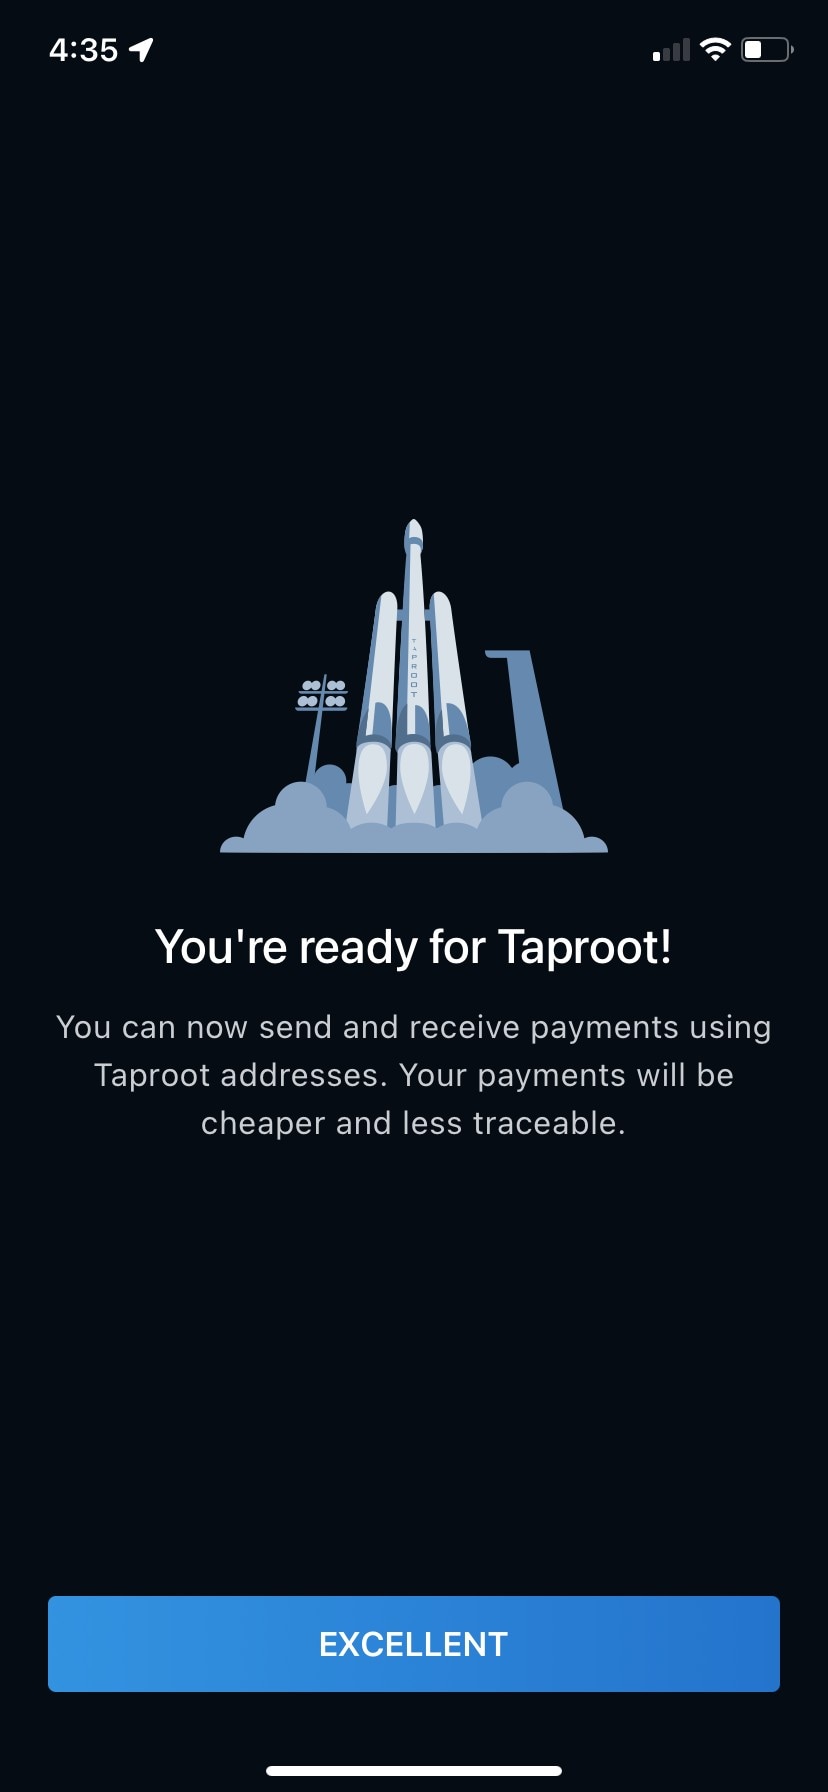 4:35
TAPROOT
You're ready for Taproot!
You can now send and receive payments using
Taproot addresses. Your payments will be
cheaper and less traceable.
EXCELLENT